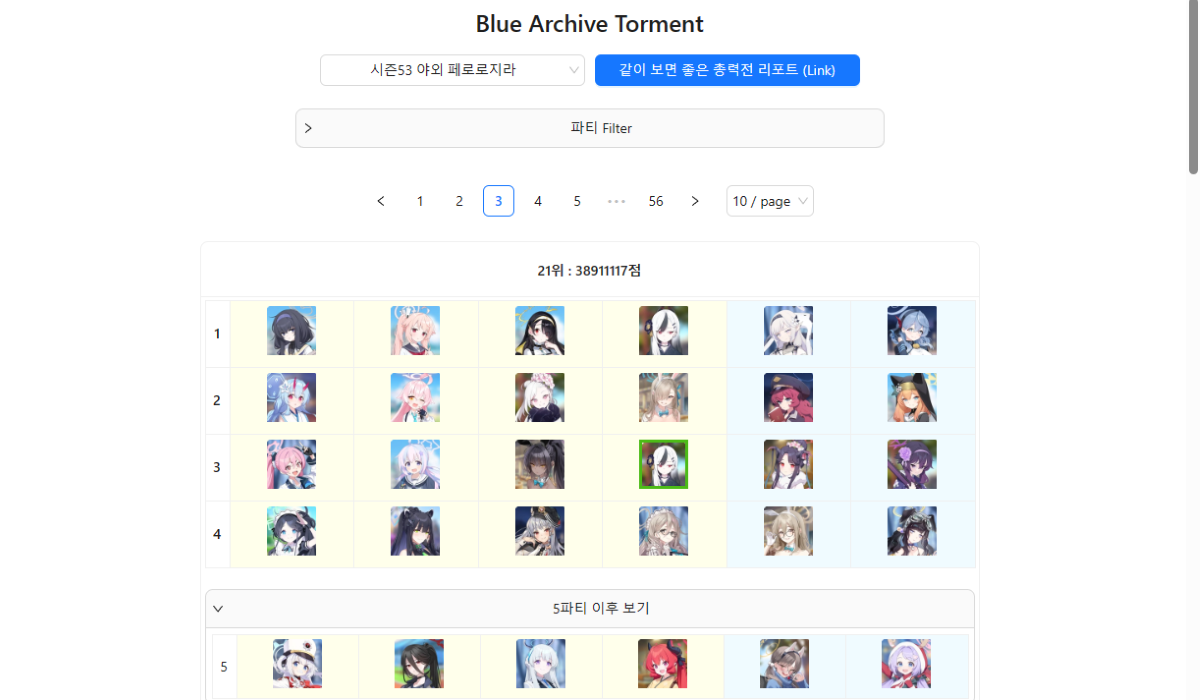 Blue Archive Torment
시즌53 야외 페로로지라
같이 보면 좋은 총력전 리포트 (Link)
파티 Filter
1 2 3 4 5 ••• 56 10 / page
21위 : 38911117점
1
2
3
4
5파티 이후 보기
5